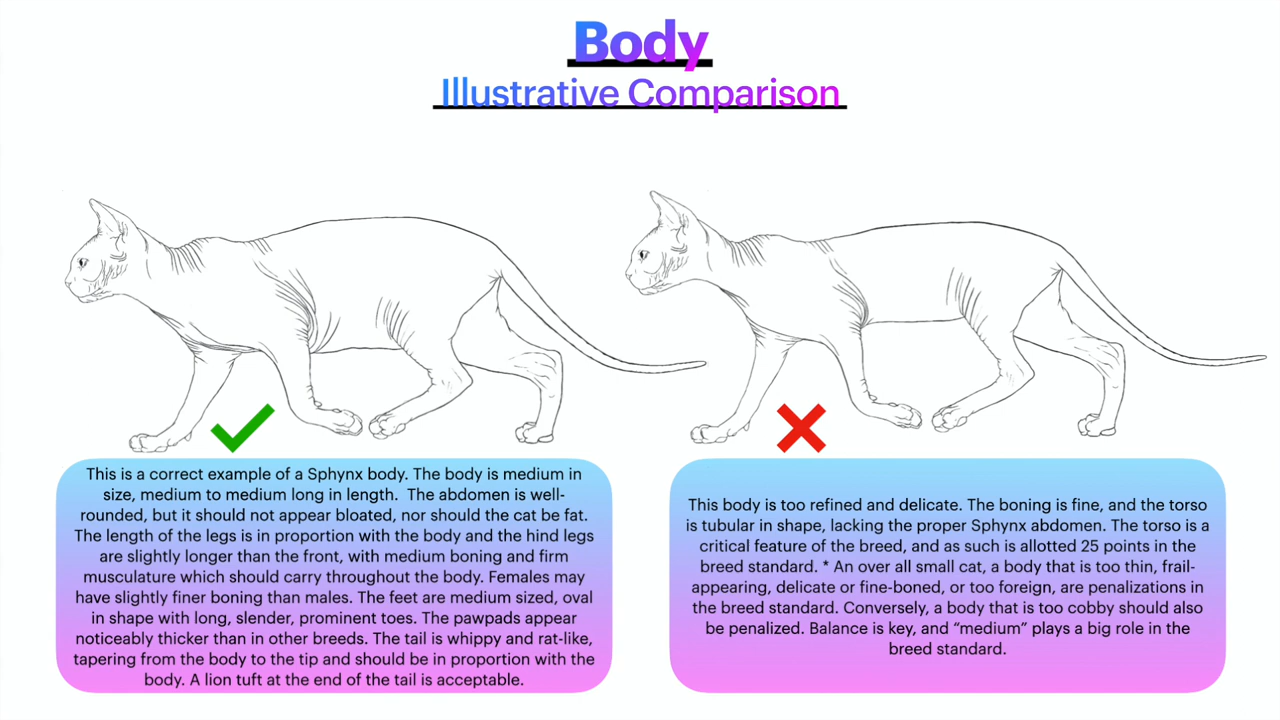 Body
Illustrative Comparison
This is a correct example of a Sphynx body. The body is medium in
size, medium to medium long in length. The abdomen is well-
rounded, but it should not appear bloated, nor should the cat be fat.
The length of the legs is in proportion with the body and the hind legs
are slightly longer than the front, with medium boning and firm
musculature which should carry throughout the body. Females may
have slightly finer boning than males. The feet are medium sized, oval
in shape with long, slender, prominent toes. The pawpads appear
noticeably thicker than in other breeds. The tail is whippy and rat-like,
tapering from the body to the tip and should be in proportion with the
body. A lion tuft at the end of the tail is acceptable.
This body is too refined and delicate. The boning is fine, and the torso
is tubular in shape, lacking the proper Sphynx abdomen. The torso is a
critical feature of the breed, and as such is allotted 25 points in the
breed standard. * An over all small cat, a body that is too thin, frail-
appearing, delicate or fine-boned, or too foreign, are penalizations in
the breed standard. Conversely, a body that is too cobby should also
be penalized. Balance is key, and “medium” plays a big role in the
breed standard.